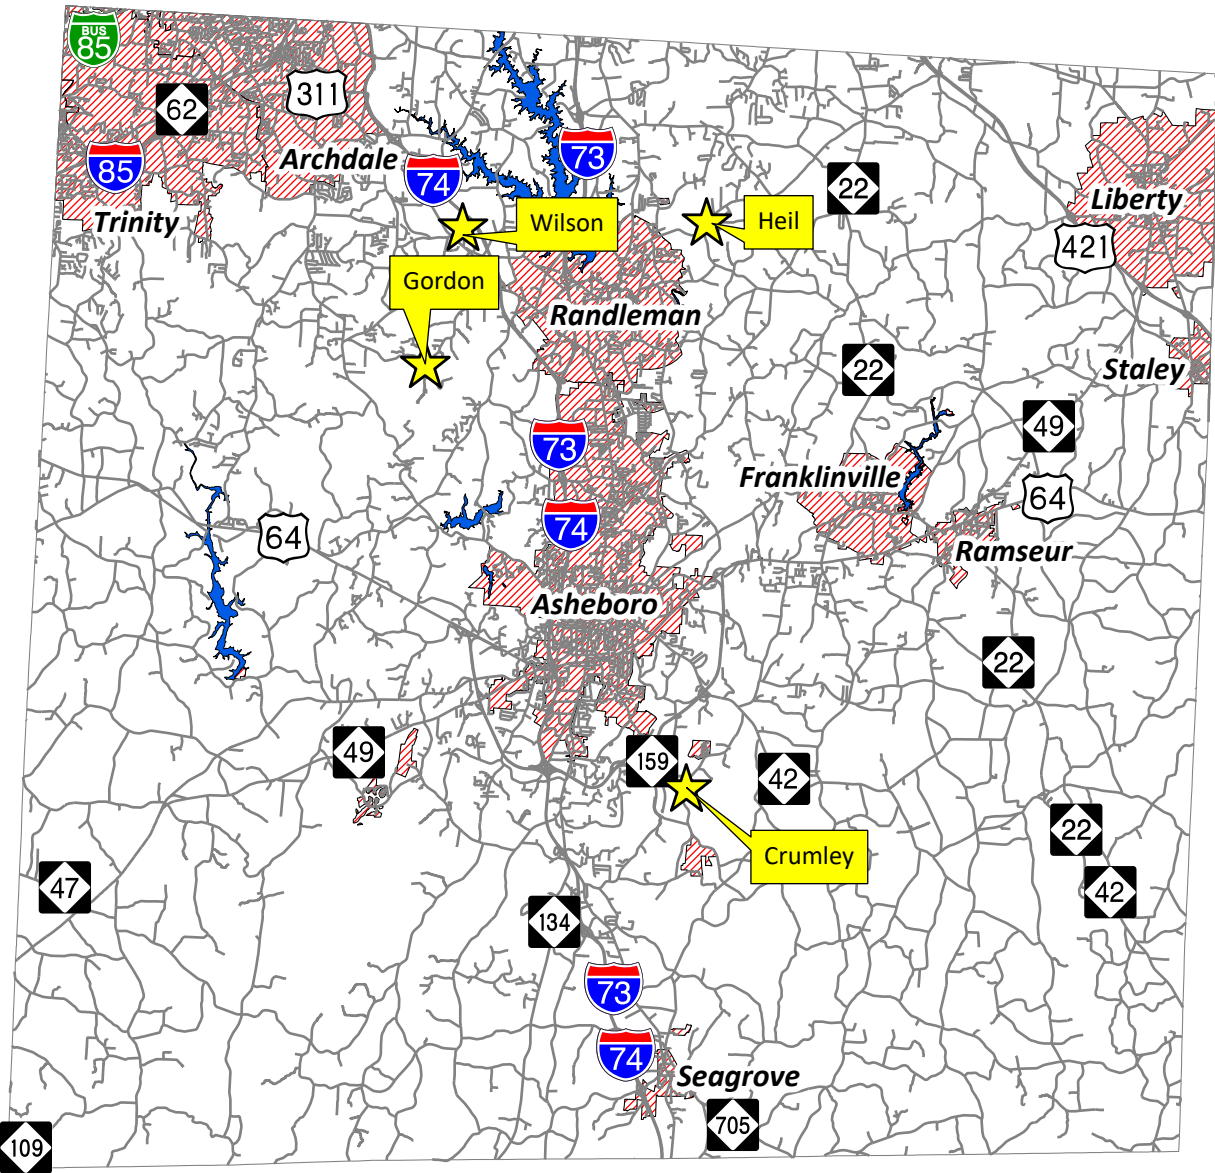 BUS
85
62
311
85
Archdale
74
73
22
Trinity
Wilson
Heil
Liberty
421
Gordon
Randleman
Staley
22
73
49
Franklinville
64
74
64
Ramseur
Asheboro
22
49
159
42
22
Crumley
47
42
134
73
74
Seagrove
705
109